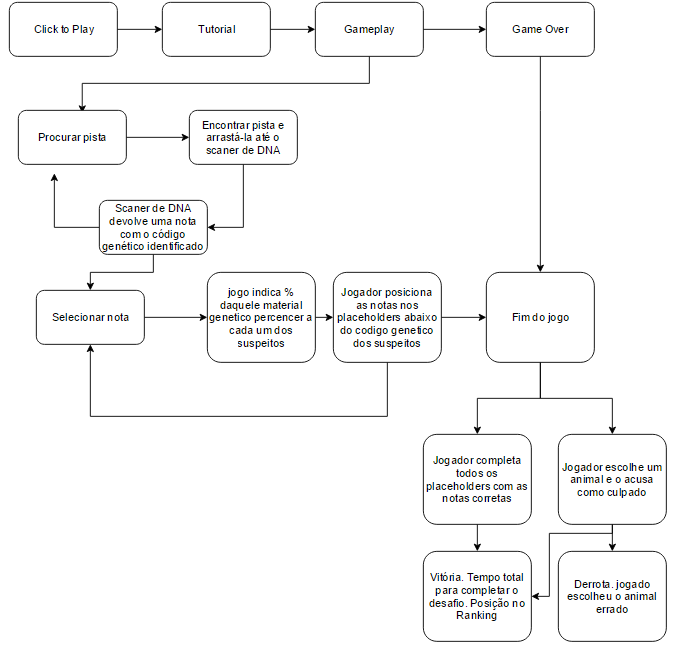 Click to Play
Tutorial
Gameplay
Game Over
Procurar pista
Encontrar pista e
arrastá-la até o
scaner de DNA
Scaner de DNA
devolve uma nota
com o código
genético identificado
Selecionar nota
jogo indica %
daquele material
genetico percencer a
cada um dos
suspeitos
Jogador posiciona
as notas nos
placeholders abaixo
do codigo genetico
dos suspeitos
Fim do jogo
Jogador completa
todos os
placeholders com as
notas corretas
Jogador escolhe um
animal e o acusa
como culpado
Vitória. Tempo total
para completar o
desafio. Posição no
Ranking
Derrota. jogado
escolheu o animal
errado